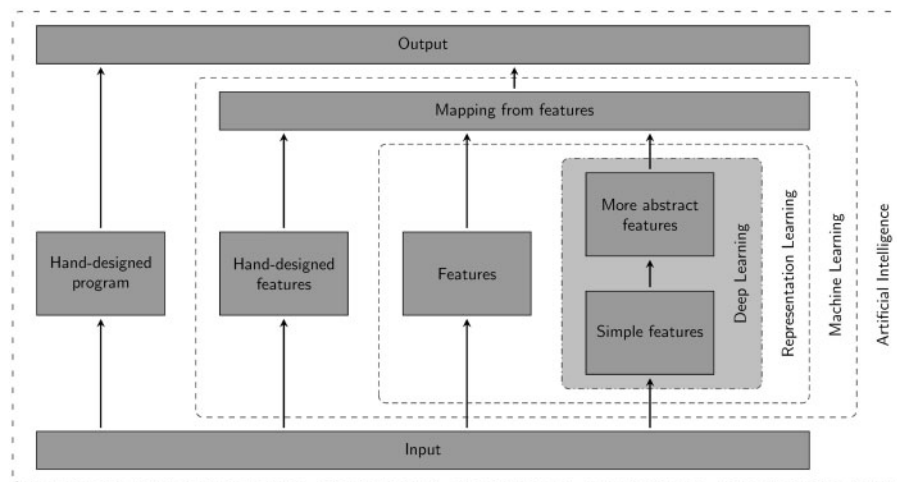 Output
Mapping from features
More abstract
features
Hand-designed
program
Hand-designed
features
Features
Simple features
Deep Learning
Representation Learning
Machine Learning
Artificial Intelligence
Input